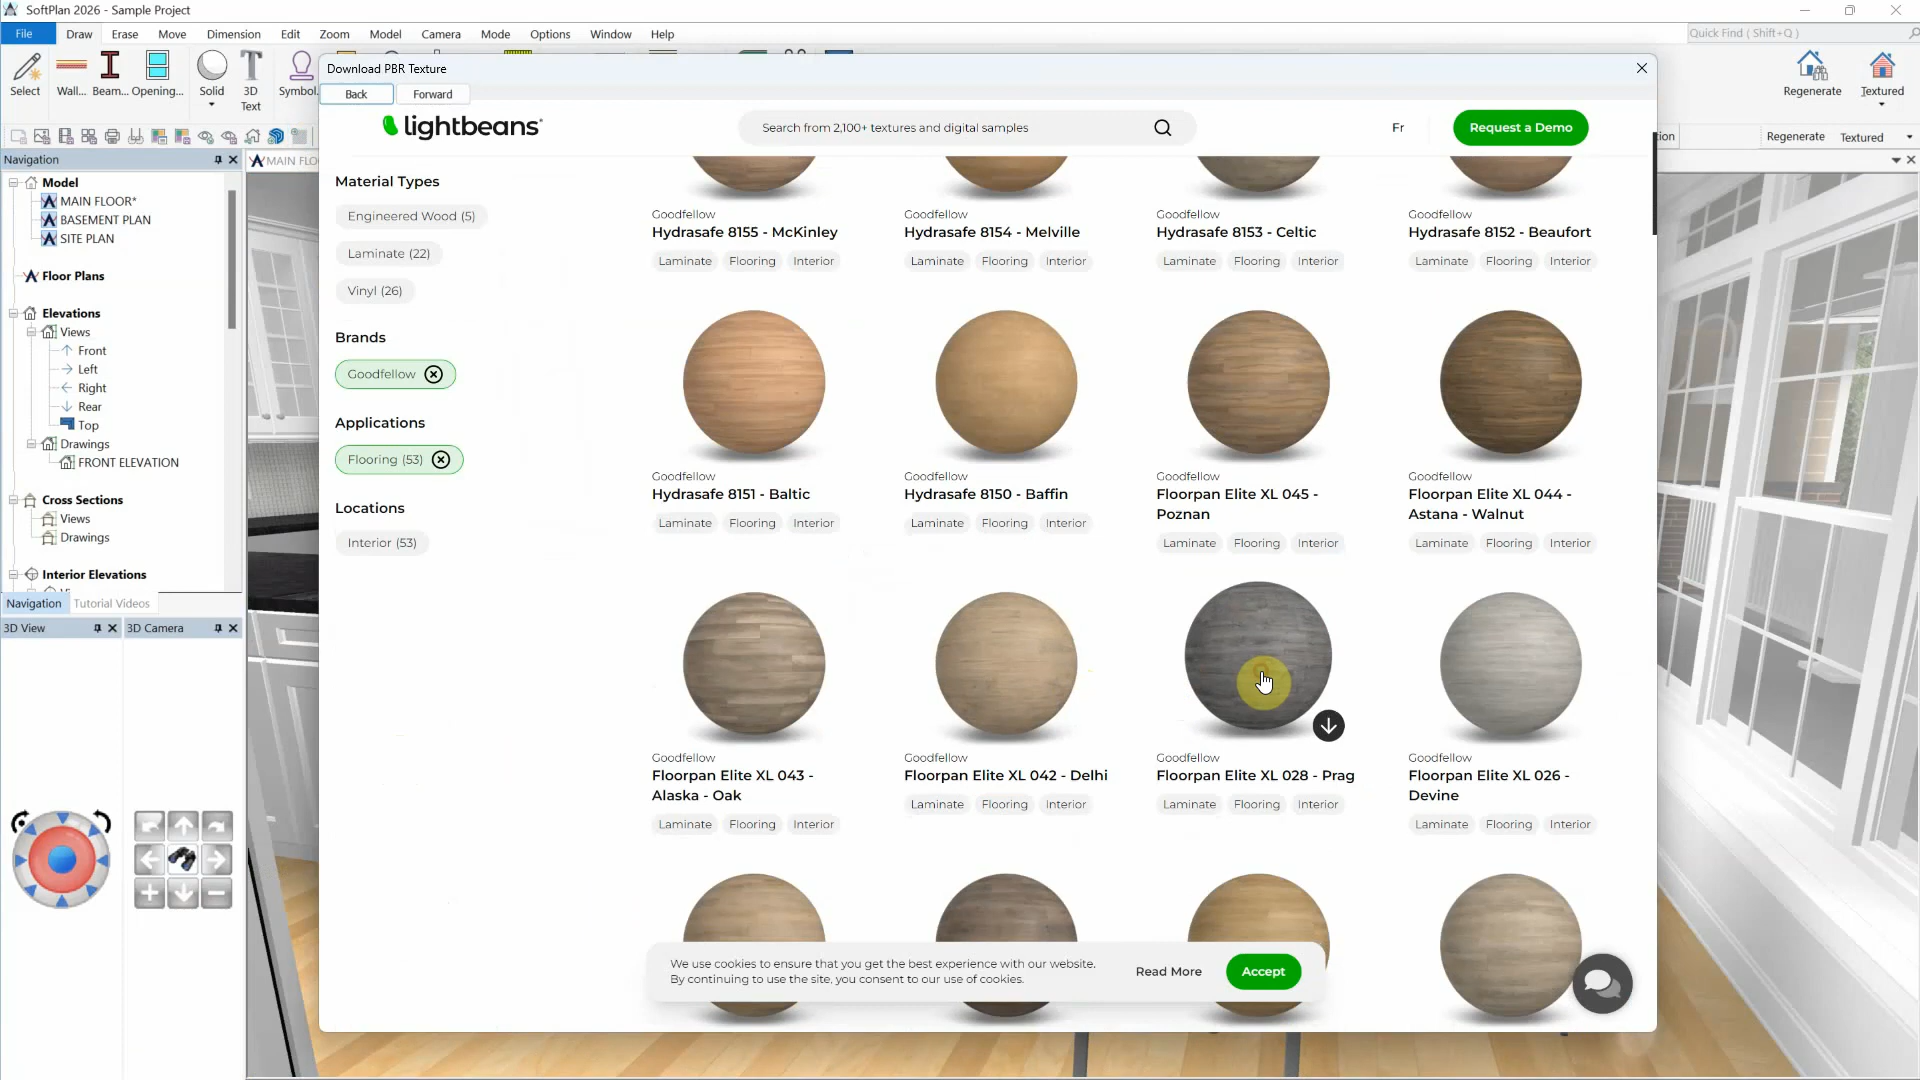 SoftPlan 2026 - Sample Project
File Draw Erase Move Dimension Edit Zoom Model Camera Mode Options Window Help
Quick Find ( Shift+Q )
Select Wall... Beam... Opening... Solid 3D Text Symbol.
Regenerate Textured
Regenerate Textured
Navigation
MAIN FLO
Model
MAIN FLOOR*
BASEMENT PLAN
SITE PLAN
Floor Plans
Elevations
Views
Front
Left
Right
Rear
Top
Drawings
FRONT ELEVATION
Cross Sections
Views
Drawings
Interior Elevations
Navigation Tutorial Videos
3D View 3D Camera
Download PBR Texture
Back Forward
lightbeans
Search from 2,100+ textures and digital samples
Fr
Request a Demo
Material Types
Engineered Wood (5)
Laminate (22)
Vinyl (26)
Brands
Goodfellow
Applications
Flooring (53)
Locations
Interior (53)
Goodfellow
Hydrasafe 8155 - McKinley
Laminate Flooring Interior
Goodfellow
Hydrasafe 8154 - Melville
Laminate Flooring Interior
Goodfellow
Hydrasafe 8153 - Celtic
Laminate Flooring Interior
Goodfellow
Hydrasafe 8152 - Beaufort
Laminate Flooring Interior
Goodfellow
Hydrasafe 8151 - Baltic
Laminate Flooring Interior
Goodfellow
Hydrasafe 8150 - Baffin
Laminate Flooring Interior
Goodfellow
Floorpan Elite XL 045 -
Poznan
Laminate Flooring Interior
Goodfellow
Floorpan Elite XL 044 -
Astana - Walnut
Laminate Flooring Interior
Goodfellow
Floorpan Elite XL 043 -
Alaska - Oak
Laminate Flooring Interior
Goodfellow
Floorpan Elite XL 042 - Delhi
Laminate Flooring Interior
Goodfellow
Floorpan Elite XL 028 - Prag
Laminate Flooring Interior
Goodfellow
Floorpan Elite XL 026 -
Devine
Laminate Flooring Interior
We use cookies to ensure that you get the best experience with our website.
By continuing to use the site, you consent to our use of cookies.
Read More
Accept